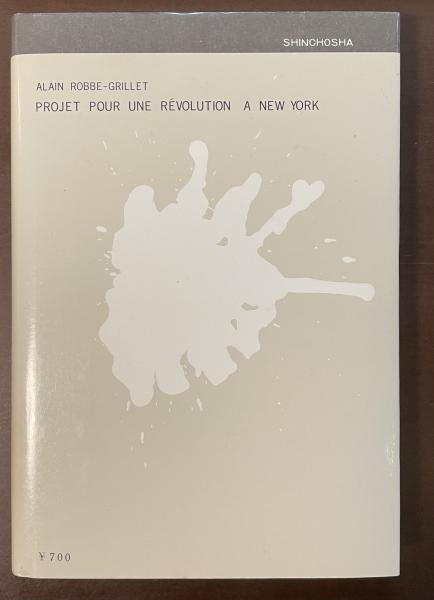 SHINCHOSHA
ALAIN ROBBE-GRILLET
PROJET POUR UNE RÉVOLUTION A NEW YORK
¥700